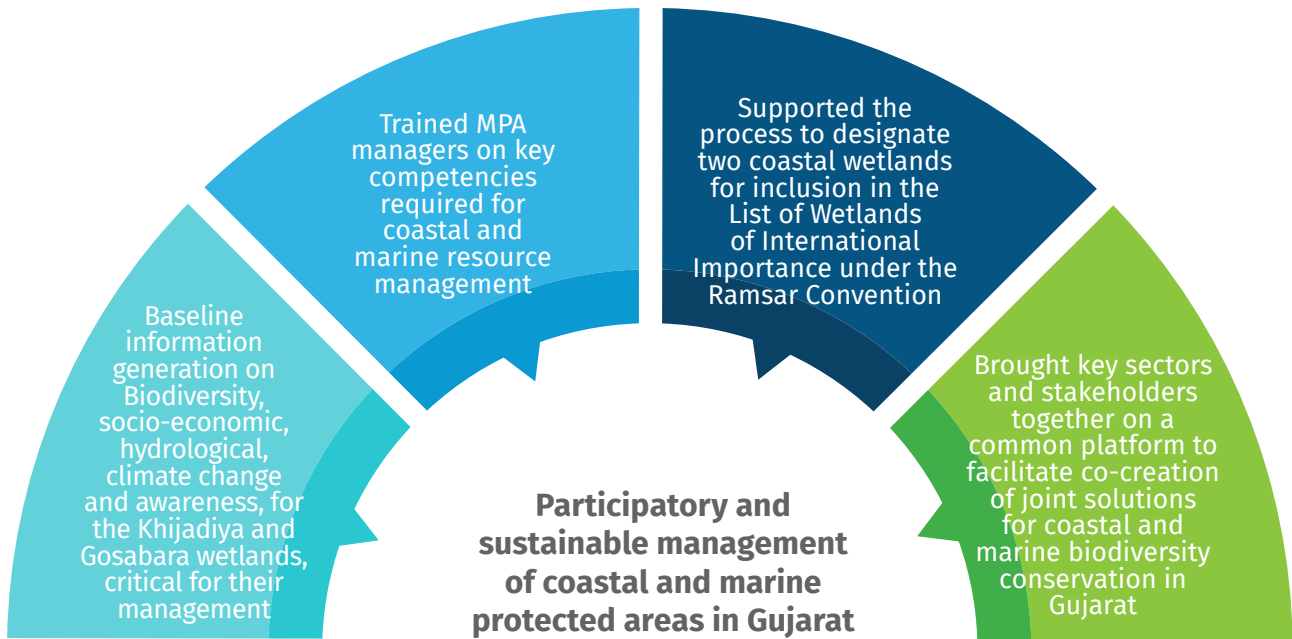 Baseline
information
generation on
Biodiversity,
socio-economic,
hydrological,
climate change
and awareness, for
the Khijadiya and
Gosabara wetlands,
critical for their
management
Trained MPA
managers on key
competencies
required for
coastal and
marine resource
management
Supported the
process to designate
two coastal wetlands
for inclusion in the
List of Wetlands
of International
Importance under the
Ramsar Convention
Brought key sectors
and stakeholders
together on a
common platform to
facilitate co-creation
of joint solutions
for coastal and
marine biodiversity
conservation in
Gujarat
Participatory and
sustainable management
of coastal and marine
protected areas in Gujarat